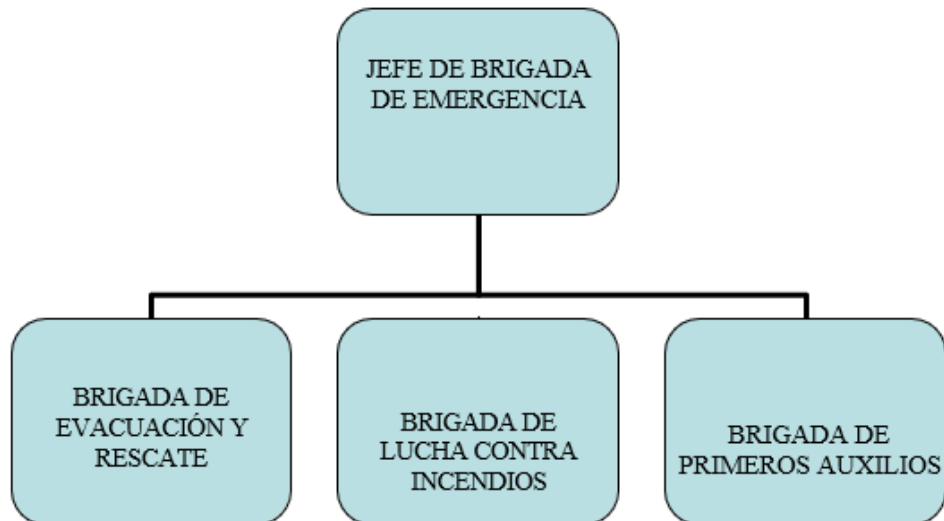 JEFE DE BRIGADA
DE EMERGENCIA
BRIGADA DE
EVACUACIÓN Y
RESCATE
BRIGADA DE
LUCHA CONTRA
INCENDIOS
BRIGADA DE
PRIMEROS AUXILIOS